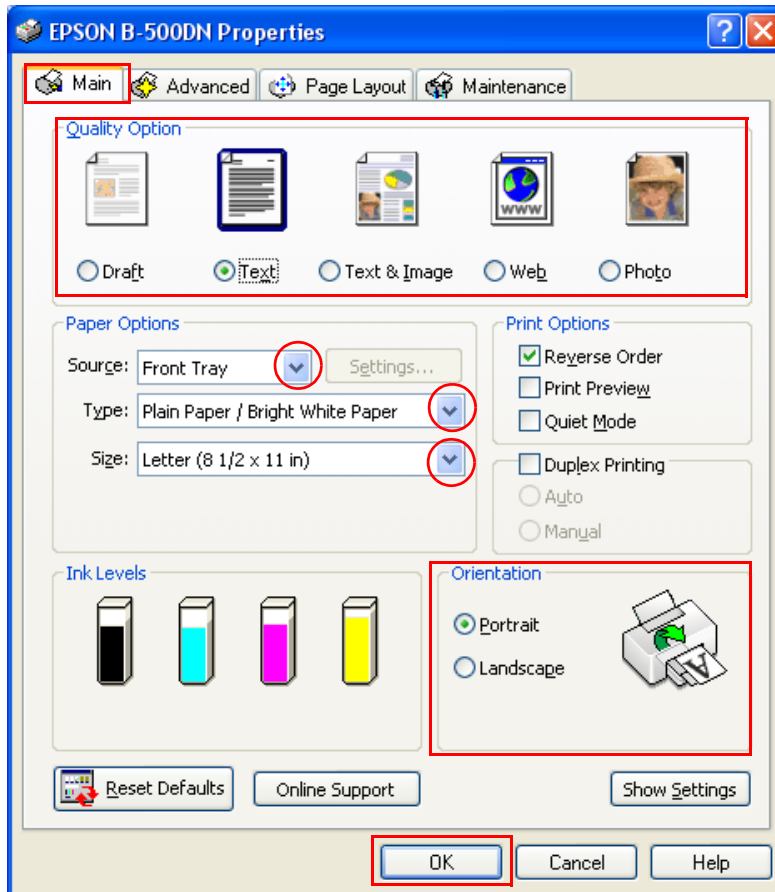 EPSON B-500DN Properties
Main Advanced Page Layout Maintenance
Quality Option
www
Draft Text Text & Image Web Photo
Paper Options
Source: Front Tray Settings...
Type: Plain Paper / Bright White Paper
Size: Letter (8 1/2 x 11 in)
Print Options
Reverse Order
Print Preview
Quiet Mode
Duplex Printing
Auto
Manual
Ink Levels
Orientation
Portrait
Landscape
A
Reset Defaults Online Support Show Settings
OK Cancel Help